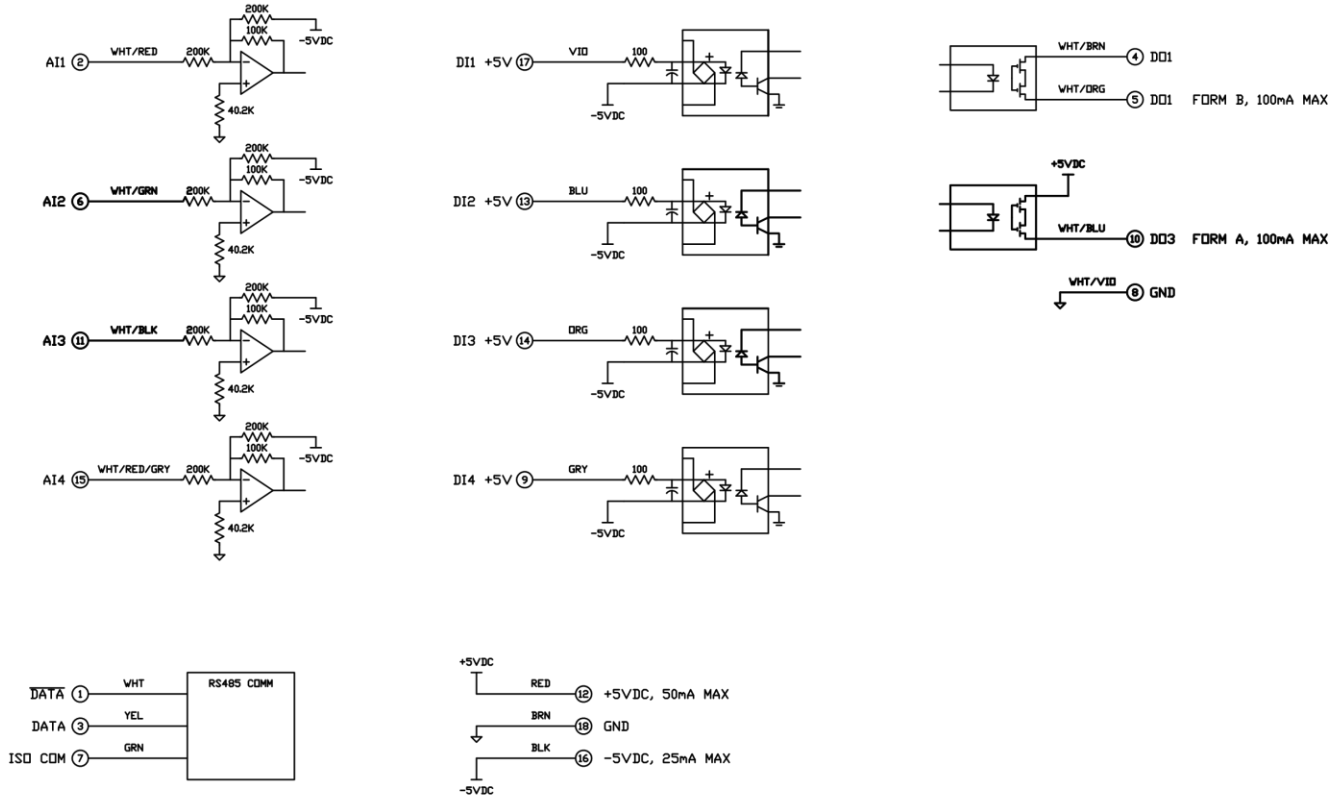 200K
100K
-5VDC
AI1 2 WHT/RED 200K
40.2K
200K
100K
-5VDC
AI2 6 WHT/GRN 200K
40.2K
200K
100K
-5VDC
AI3 11 WHT/BLK 200K
40.2K
200K
100K
-5VDC
AI4 15 WHT/RED/GRY 200K
40.2K
DI1 +5V 17 VIO 100
+
-5VDC
DI2 +5V 13 BLU 100
+
-5VDC
DI3 +5V 14 ORG 100
+
-5VDC
DI4 +5V 9 GRY 100
+
-5VDC
WHT/BRN 4 DO1
WHT/ORG 5 DO1 FORM B, 100mA MAX
+5VDC
WHT/BLU 10 DO3 FORM A, 100mA MAX
WHT/VIO 8 GND
RS485 COMM
DATA 1 WHT
DATA 3 YEL
ISO COM 7 GRN
+5VDC
RED 12 +5VDC, 50mA MAX
BRN 18 GND
BLK 16 -5VDC, 25mA MAX
-5VDC